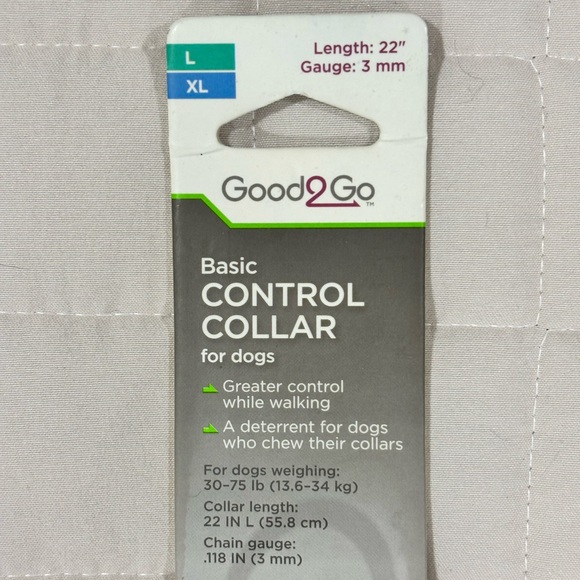 L
XL
Length: 22"
Gauge: 3 mm
Good2Go™
Basic
CONTROL
COLLAR
for dogs
Greater control
while walking
A deterrent for dogs
who chew their collars
For dogs weighing:
30–75 lb (13.6–34 kg)
Collar length:
22 IN L (55.8 cm)
Chain gauge:
.118 IN (3 mm)